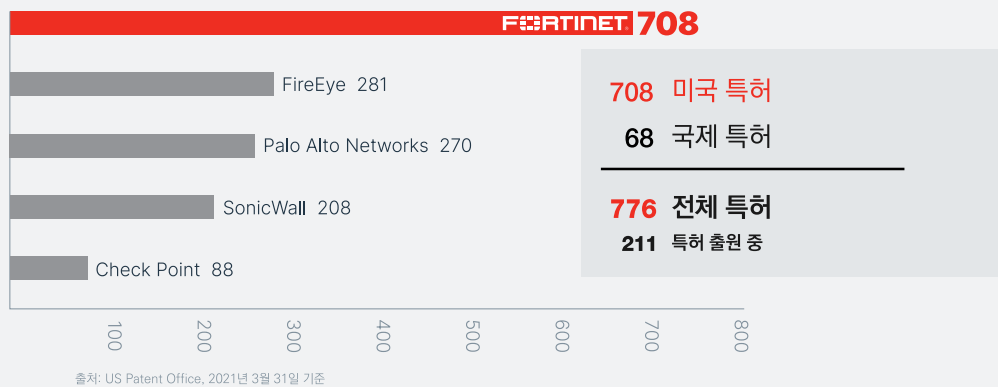 FORTINET 708
FireEye 281
Palo Alto Networks 270
SonicWall 208
Check Point 88
708 미국 특허
68 국제 특허
776 전체 특허
211 특허 출원 중
100 200 300 400 500 600 700 800
출처: US Patent Office, 2021년 3월 31일 기준